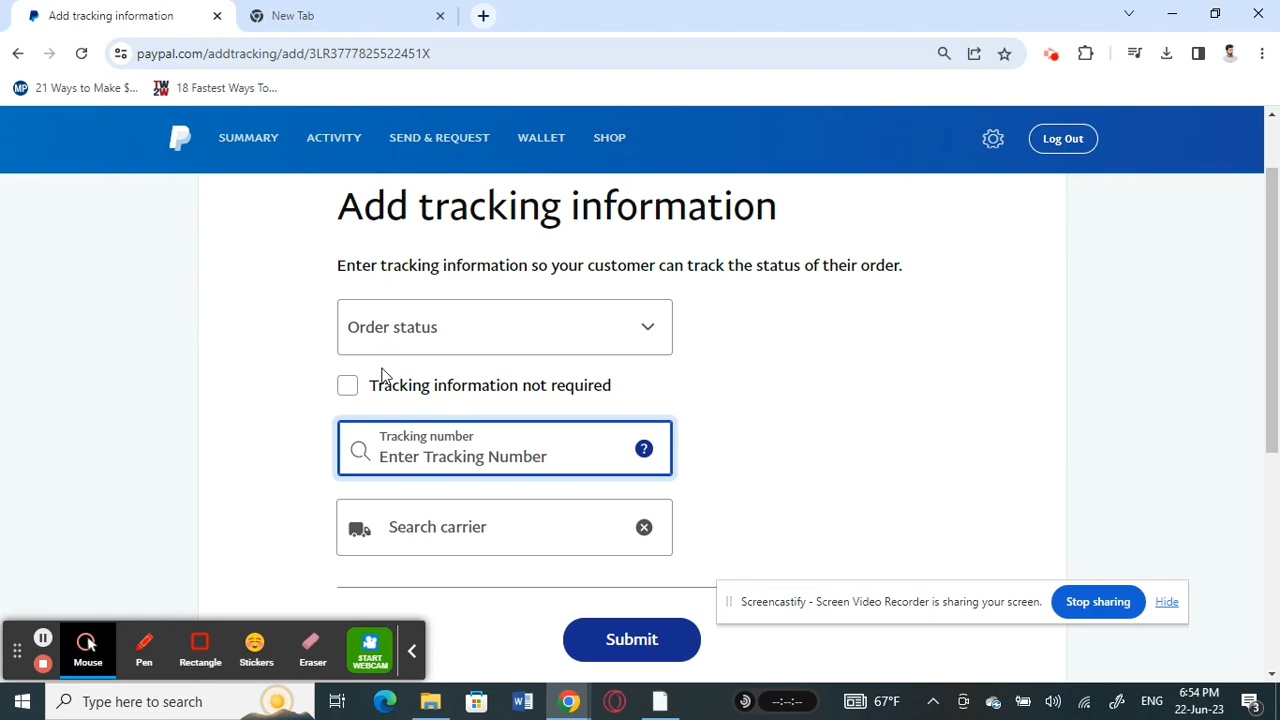 Add tracking information
New Tab
paypal.com/addtracking/add/3LR3777825522451X
MP 21 Ways to Make $...
TW2W 18 Fastest Ways To...
SUMMARY ACTIVITY SEND & REQUEST WALLET SHOP Log Out
Add tracking information
Enter tracking information so your customer can track the status of their order.
Order status
Tracking information not required
Tracking number
Enter Tracking Number ?
Search carrier
Screencastify - Screen Video Recorder is sharing your screen. Stop sharing Hide
Submit
Mouse Pen Rectangle Stickers Eraser START WEBCAM
Type here to search
--:--:--
67°F
ENG
6:54 PM
22-Jun-23
3